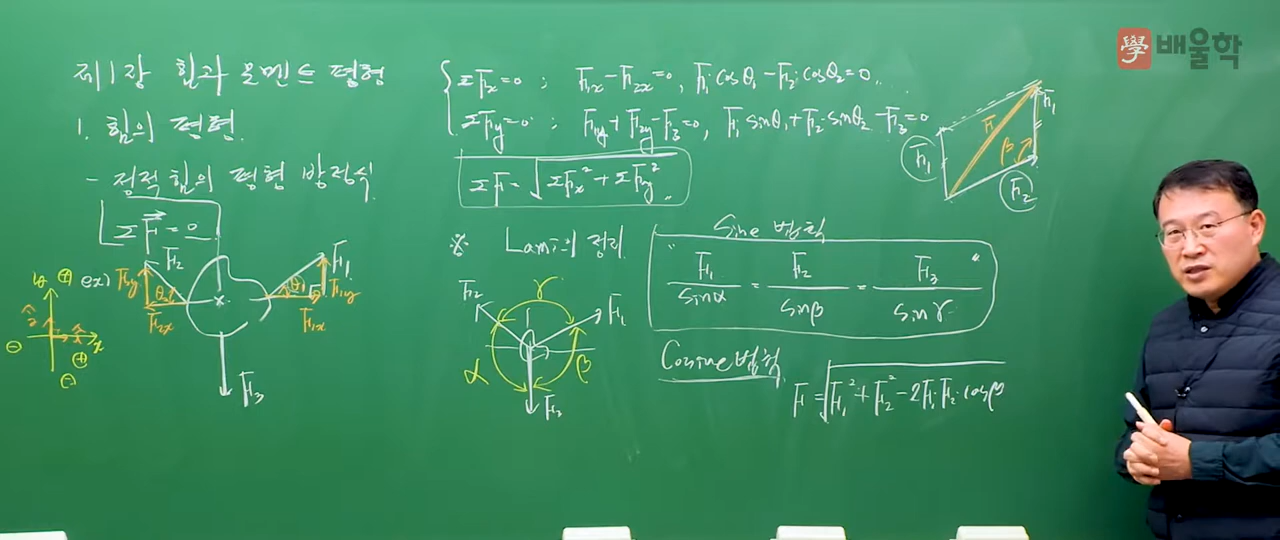 學 배울학
제1장 힘과 모멘트 평형
1. 힘의 평형.
- 정적 힘의 평형 방정식
ΣF⃗ = 0
ex)
F₂
F₂y
θ₂
F₂x
F₁
θ₁
F₁y
F₁x
F₃
y ⊕
x
⊖
⊕
⊖
ΣFx = 0 ; F₁x - F₂x = 0, F₁·cosθ₁ - F₂·cosθ₂ = 0
ΣFy = 0 ; F₁y + F₂y - F₃ = 0, F₁·sinθ₁ + F₂·sinθ₂ - F₃ = 0
ΣF = √(ΣFx² + ΣFy²)
※ Lami의 정리
F₂
γ
F₁
α
β
F₃
Sine 법칙
" F₁/sinα = F₂/sinβ = F₃/sinγ "
Cosine 법칙
F = √(F₁² + F₂² - 2F₁·F₂·cosβ)
F₁
F
F₁
β
F₂